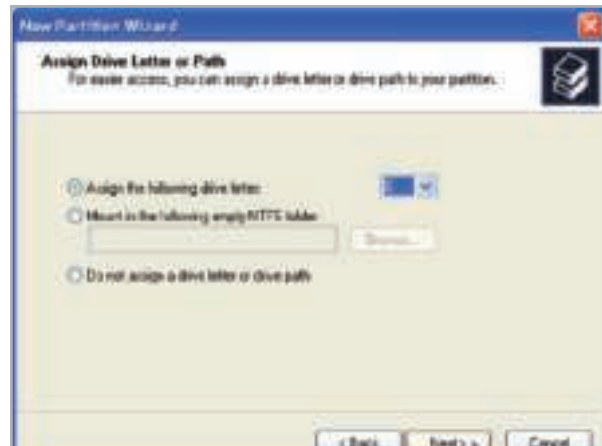 New Partition Wizard
Assign Drive Letter or Path
For easier access, you can assign a drive letter or drive path to your partition.
Assign the following drive letter:
Mount in the following empty NTFS folder:
Browse...
Do not assign a drive letter or drive path
< Back Next > Cancel